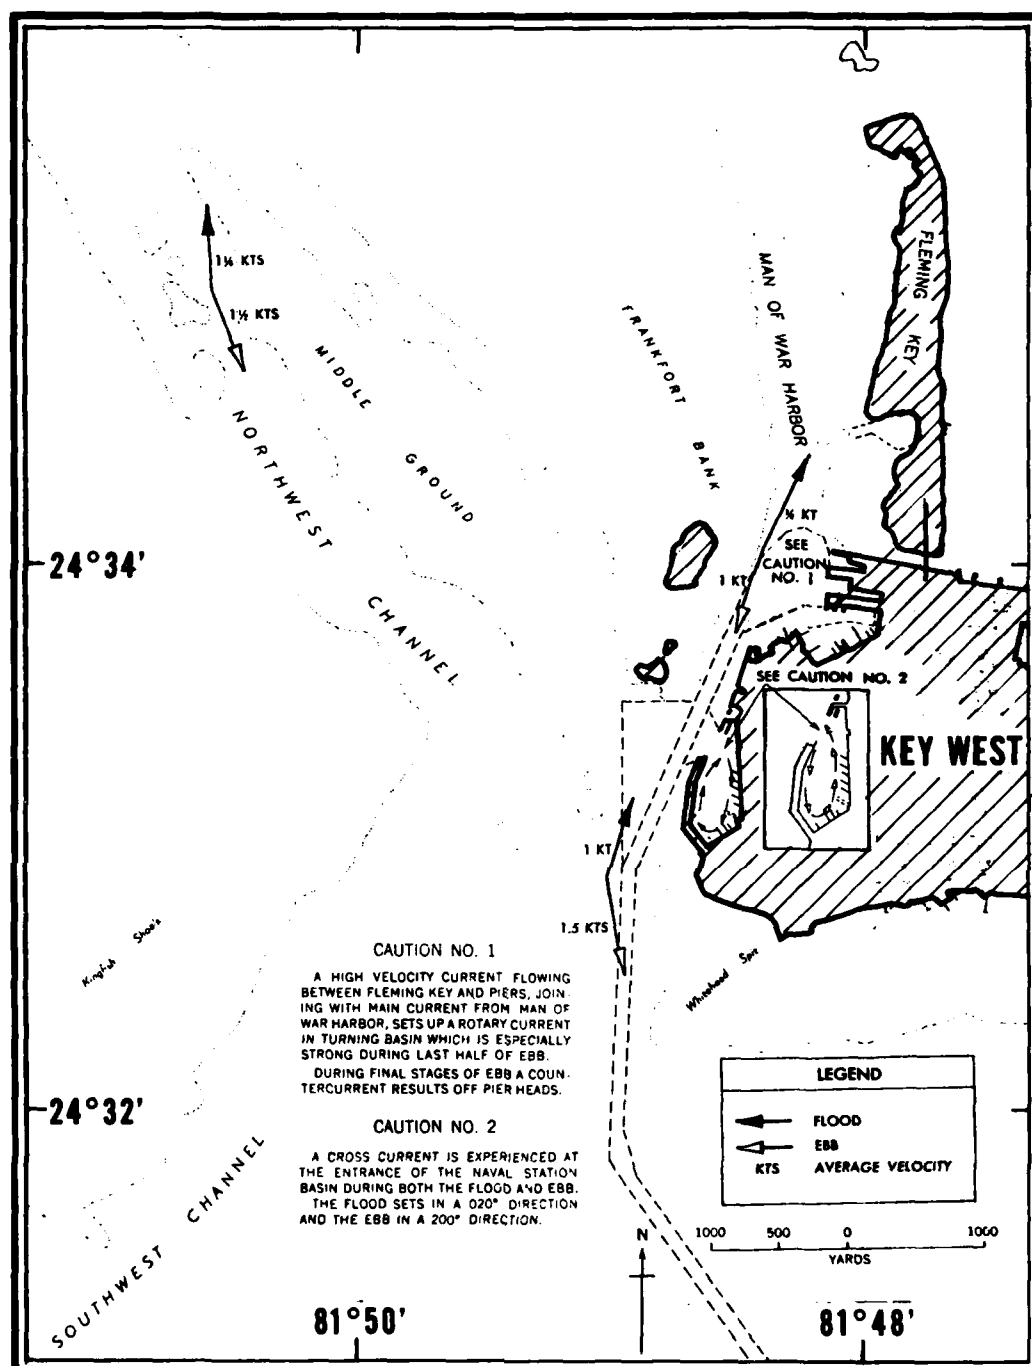 1½ KTS
FLEMING KEY
MAN OF WAR HARBOR
FRANKFORT BANK
MIDDLE GROUND
NORTHWEST CHANNEL
KT
SEE
CAUTION
NO. 1
24°34'
1 KT
SEE CAUTION NO. 2
KEY WEST
1 KT
1.5 KTS
Kingfish
Whitehead Spit
CAUTION NO. 1
A HIGH VELOCITY CURRENT FLOWING
BETWEEN FLEMING KEY AND PIERS, JOIN-
ING WITH MAIN CURRENT FROM MAN OF
WAR HARBOR, SETS UP A ROTARY CURRENT
IN TURNING BASIN WHICH IS ESPECIALLY
STRONG DURING LAST HALF OF EBB.
DURING FINAL STAGES OF EBB A COUN-
TERCURRENT RESULTS OFF PIER HEADS.
CAUTION NO. 2
A CROSS CURRENT IS EXPERIENCED AT
THE ENTRANCE OF THE NAVAL STATION
BASIN DURING BOTH THE FLOOD AND EBB.
THE FLOOD SETS IN A 020° DIRECTION
AND THE EBB IN A 200° DIRECTION.
24°32'
LEGEND
FLOOD
EBB
KTS AVERAGE VELOCITY
SOUTHWEST CHANNEL
N
1000 500 0 1000
YARDS
81°50' 81°48'